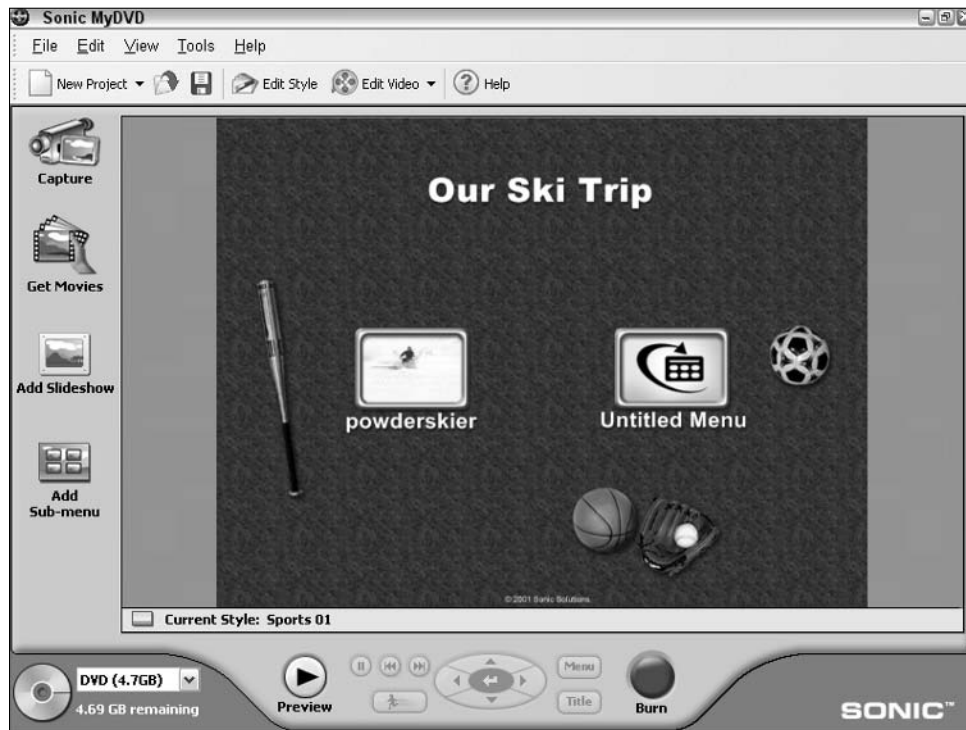 Sonic MyDVD
File Edit View Tools Help
New Project Edit Style Edit Video Help
Capture
Get Movies
Add Slideshow
Add
Sub-menu
Our Ski Trip
powderskier
Untitled Menu
© 2001 Sonic Solutions
Current Style: Sports 01
DVD (4.7GB)
4.69 GB remaining
Preview
Menu
Title
Burn
SONIC™